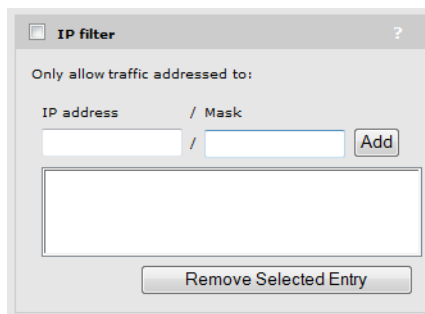 IP filter ?
Only allow traffic addressed to:
IP address / Mask
/ Add
Remove Selected Entry